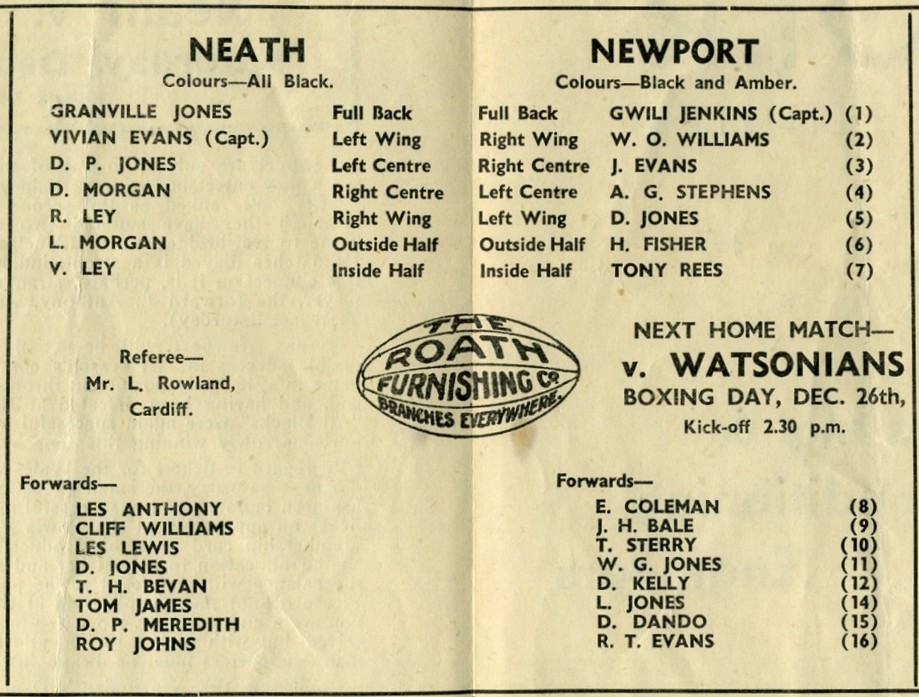 NEATH
Colours—All Black.
GRANVILLE JONES Full Back
VIVIAN EVANS (Capt.) Left Wing
D. P. JONES Left Centre
D. MORGAN Right Centre
R. LEY Right Wing
L. MORGAN Outside Half
V. LEY Inside Half
NEWPORT
Colours—Black and Amber.
Full Back GWILI JENKINS (Capt.) (1)
Right Wing W. O. WILLIAMS (2)
Right Centre J. EVANS (3)
Left Centre A. G. STEPHENS (4)
Left Wing D. JONES (5)
Outside Half H. FISHER (6)
Inside Half TONY REES (7)
Referee—
Mr. L. Rowland,
Cardiff.
THE
ROATH
FURNISHING Co
BRANCHES EVERYWHERE.
NEXT HOME MATCH—
v. WATSONIANS
BOXING DAY, DEC. 26th,
Kick-off 2.30 p.m.
Forwards—
LES ANTHONY
CLIFF WILLIAMS
LES LEWIS
D. JONES
T. H. BEVAN
TOM JAMES
D. P. MEREDITH
ROY JOHNS
Forwards—
E. COLEMAN (8)
J. H. BALE (9)
T. STERRY (10)
W. G. JONES (11)
D. KELLY (12)
L. JONES (14)
D. DANDO (15)
R. T. EVANS (16)